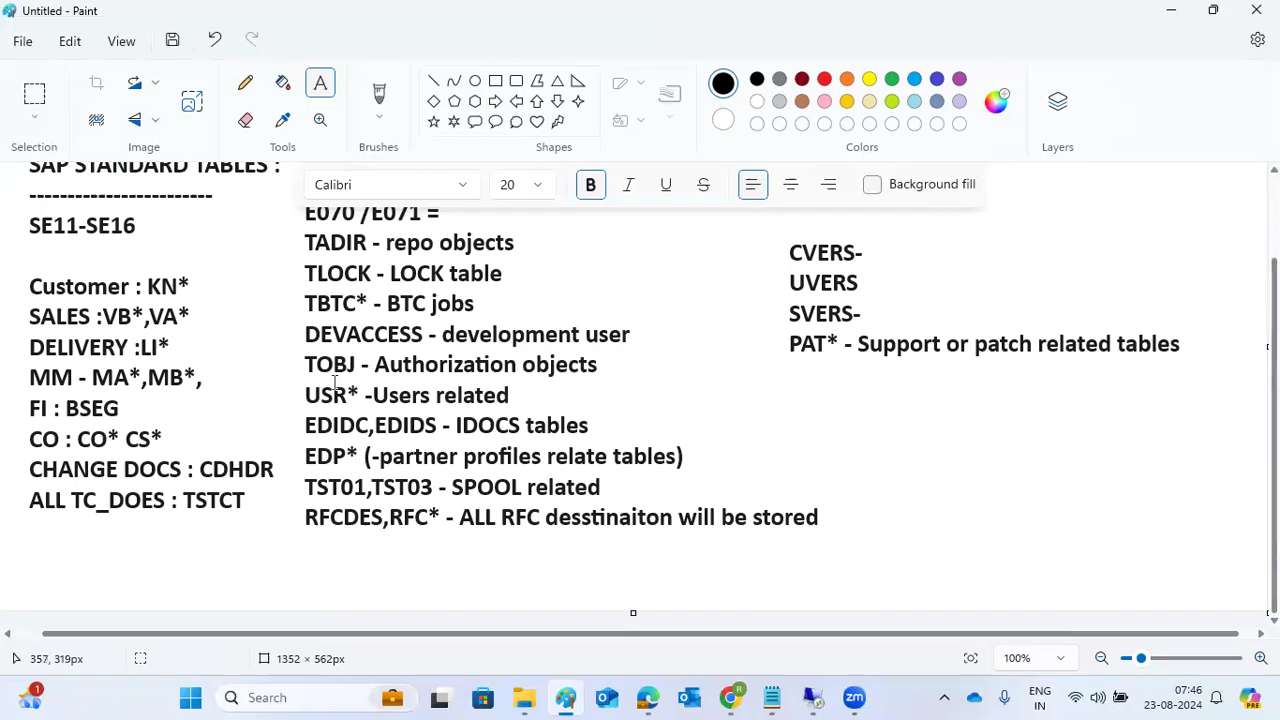 Untitled - Paint
File Edit View
Selection Image Tools Brushes Shapes Colors Layers
Calibri 20 B I U S Background fill
SAP STANDARD TABLES :
------------------------
SE11-SE16
Customer : KN*
SALES :VB*,VA*
DELIVERY :LI*
MM - MA*,MB*,
FI : BSEG
CO : CO* CS*
CHANGE DOCS : CDHDR
ALL TC_DOES : TSTCT
E070 /E071 =
TADIR - repo objects
TLOCK - LOCK table
TBTC* - BTC jobs
DEVACCESS - development user
TOBJ - Authorization objects
USR* -Users related
EDIDC,EDIDS - IDOCS tables
EDP* (-partner profiles relate tables)
TST01,TST03 - SPOOL related
RFCDES,RFC* - ALL RFC desstinaiton will be stored
CVERS-
UVERS
SVERS-
PAT* - Support or patch related tables
357, 319px 1352 × 562px 100%
1 Search R zm ENG 07:46 PRE
IN 23-08-2024